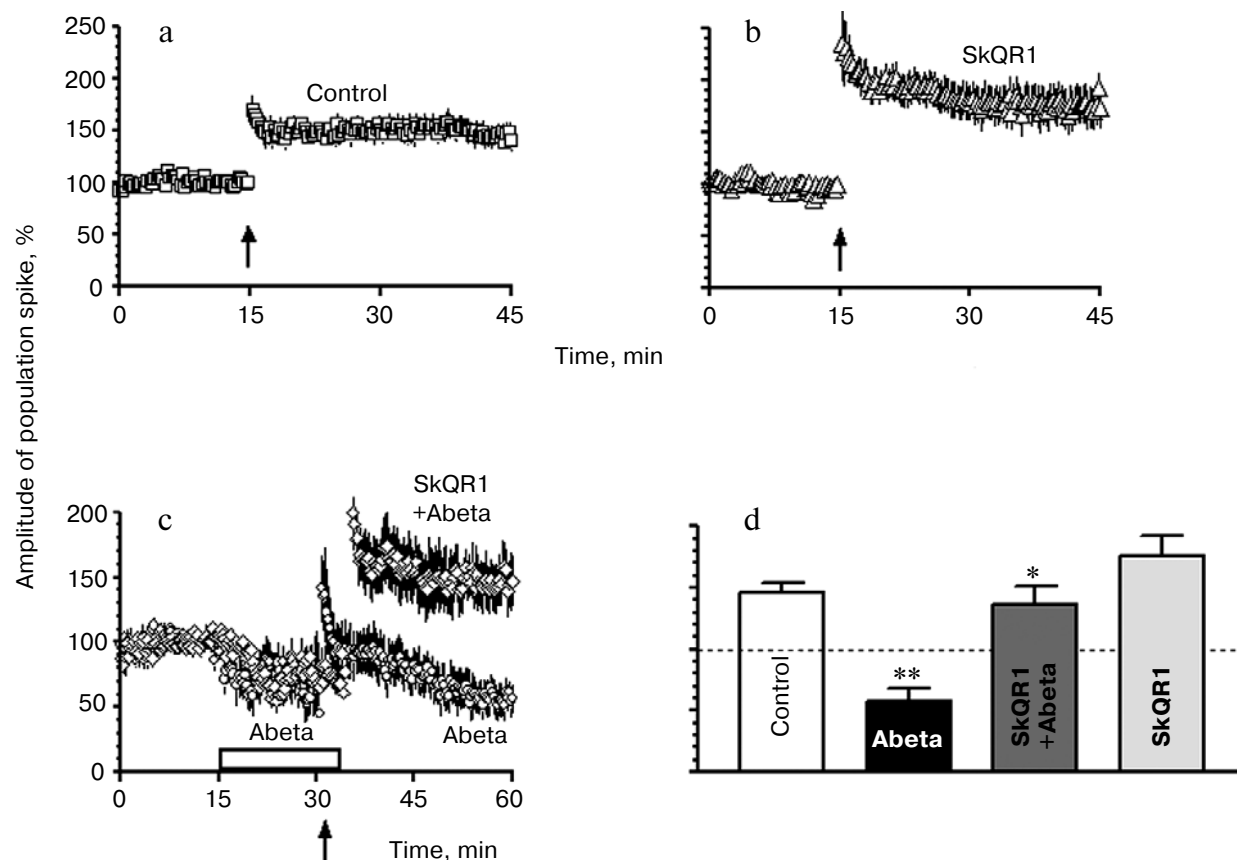 250
200
150
100
50
0
a
Control
0
15
30
45
b
SkQR1
0
15
30
45
Time, min
Amplitude of population spike, %
200
150
100
50
0
c
SkQR1
+Abeta
Abeta
Abeta
0
15
30
45
60
Time, min
d
Control
**
Abeta
*
SkQR1
+Abeta
SkQR1